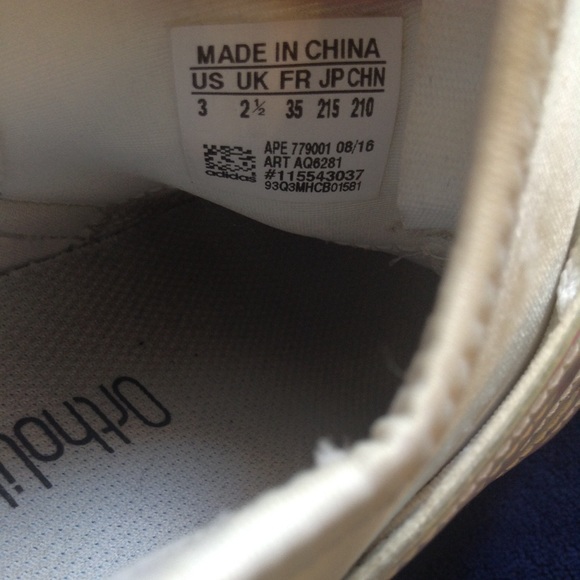 MADE IN CHINA
US UK FR JP CHN
3 2½ 35 215 210
APE 779001 08/16
ART AQ6281
#115543037
adidas
93Q3MHCB01581